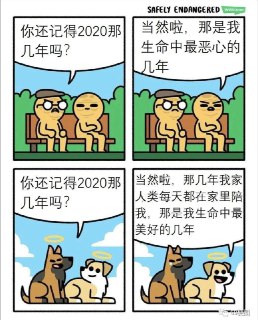 SAFELY ENDANGERED
你还记得2020那
几年吗？
当然啦，那是我
生命中最恶心的
几年
你还记得2020那
几年吗？
当然啦，那几年我家
人类每天都在家里陪
我，那是我生命中最
美好的几年